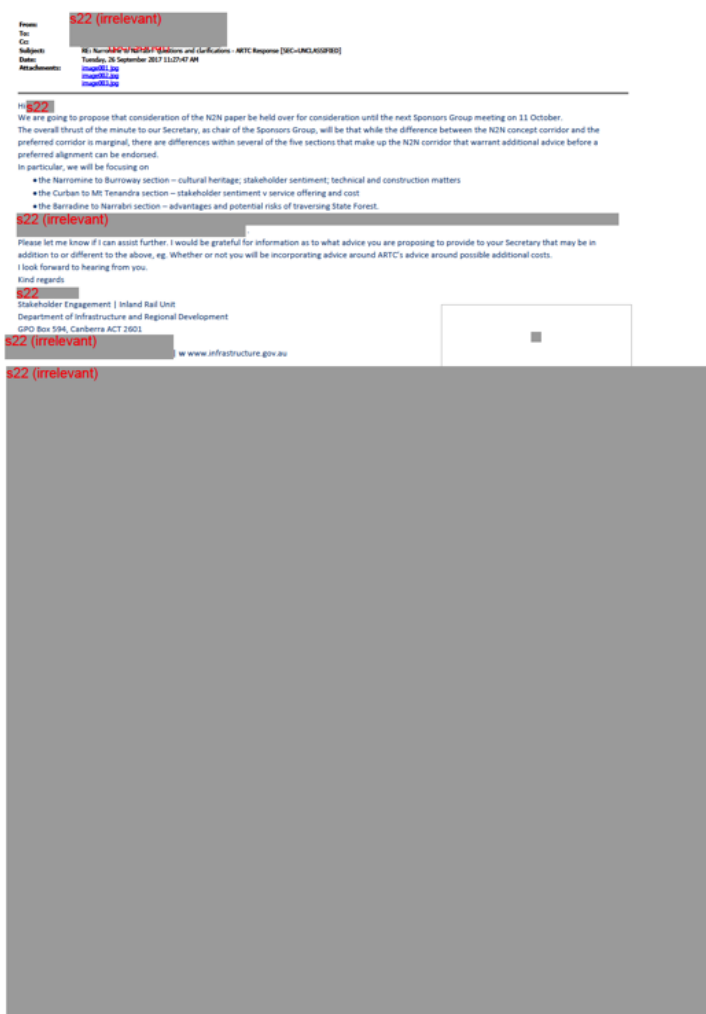 s22 (irrelevant)
From:
To:
Cc:
Subject: RE: Narromine to Narrabri questions and clarifications - ARTC Response [SEC=UNCLASSIFIED]
Date: Tuesday, 26 September 2017 11:27:47 AM
Attachments: image001.jpg
image002.jpg
image003.jpg
Hi s22
We are going to propose that consideration of the N2N paper be held over for consideration until the next Sponsors Group meeting on 11 October.
The overall thrust of the minute to our Secretary, as chair of the Sponsors Group, will be that while the difference between the N2N concept corridor and the
preferred corridor is marginal, there are differences within several of the five sections that make up the N2N corridor that warrant additional advice before a
preferred alignment can be endorsed.
In particular, we will be focusing on
• the Narromine to Burroway section – cultural heritage; stakeholder sentiment; technical and construction matters
• the Curban to Mt Tenandra section – stakeholder sentiment v service offering and cost
• the Barradine to Narrabri section – advantages and potential risks of traversing State Forest.
s22 (irrelevant)
.
Please let me know if I can assist further. I would be grateful for information as to what advice you are proposing to provide to your Secretary that may be in
addition to or different to the above, eg. Whether or not you will be incorporating advice around ARTC's advice around possible additional costs.
I look forward to hearing from you.
Kind regards
s22
Stakeholder Engagement | Inland Rail Unit
Department of Infrastructure and Regional Development
GPO Box 594, Canberra ACT 2601
s22 (irrelevant)
| w www.infrastructure.gov.au
s22 (irrelevant)